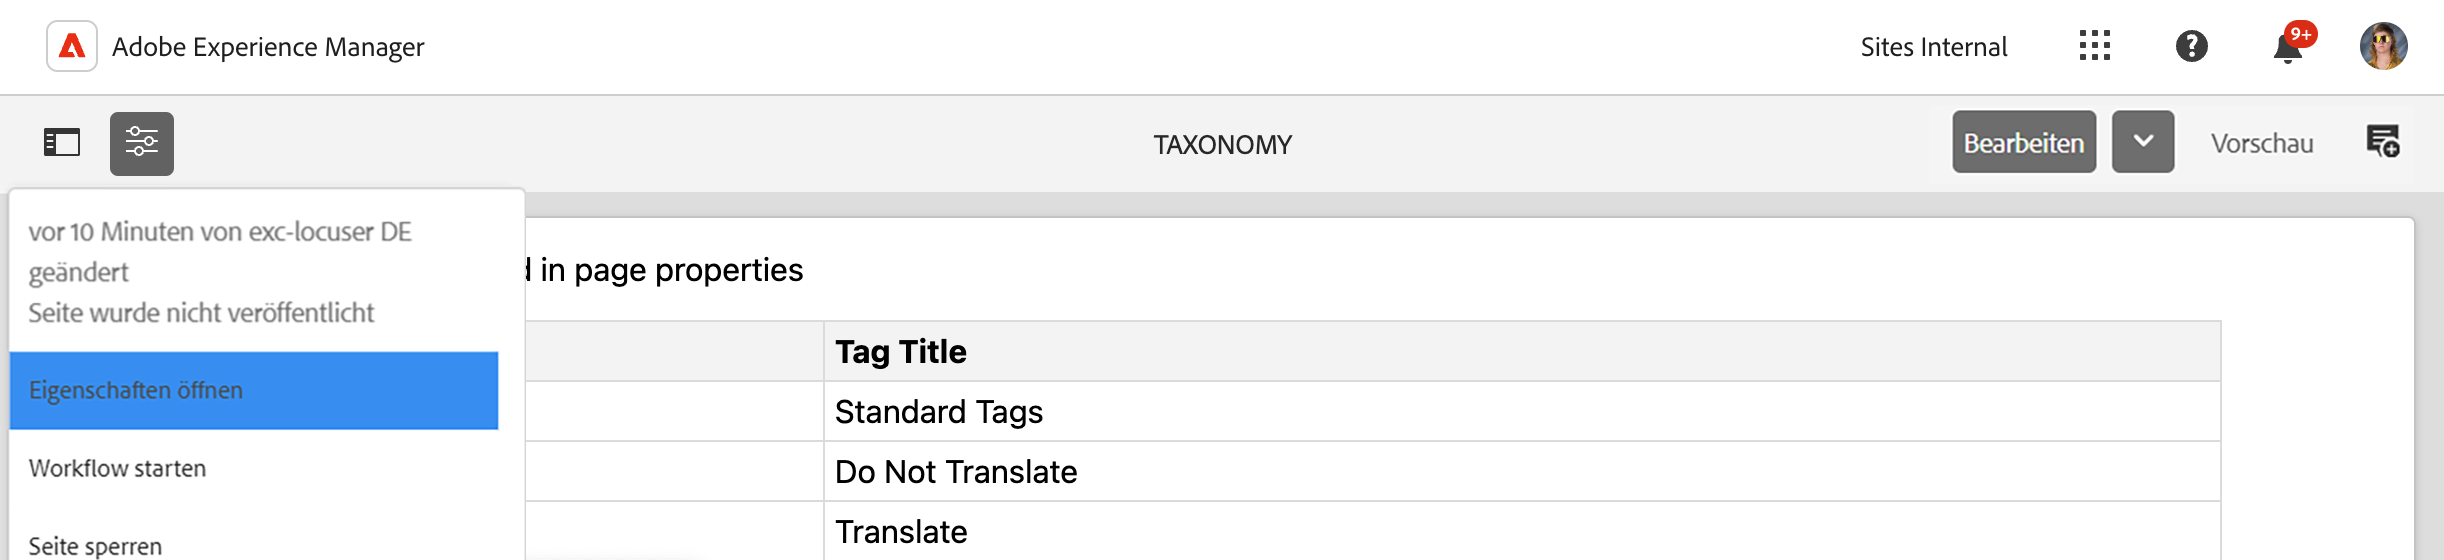 Adobe Experience Manager
Sites Internal
9+
TAXONOMY
Bearbeiten
Vorschau
vor 10 Minuten von exc-locuser DE
geändert
Seite wurde nicht veröffentlicht
Eigenschaften öffnen
Workflow starten
Seite sperren
in page properties
Tag Title
Standard Tags
Do Not Translate
Translate